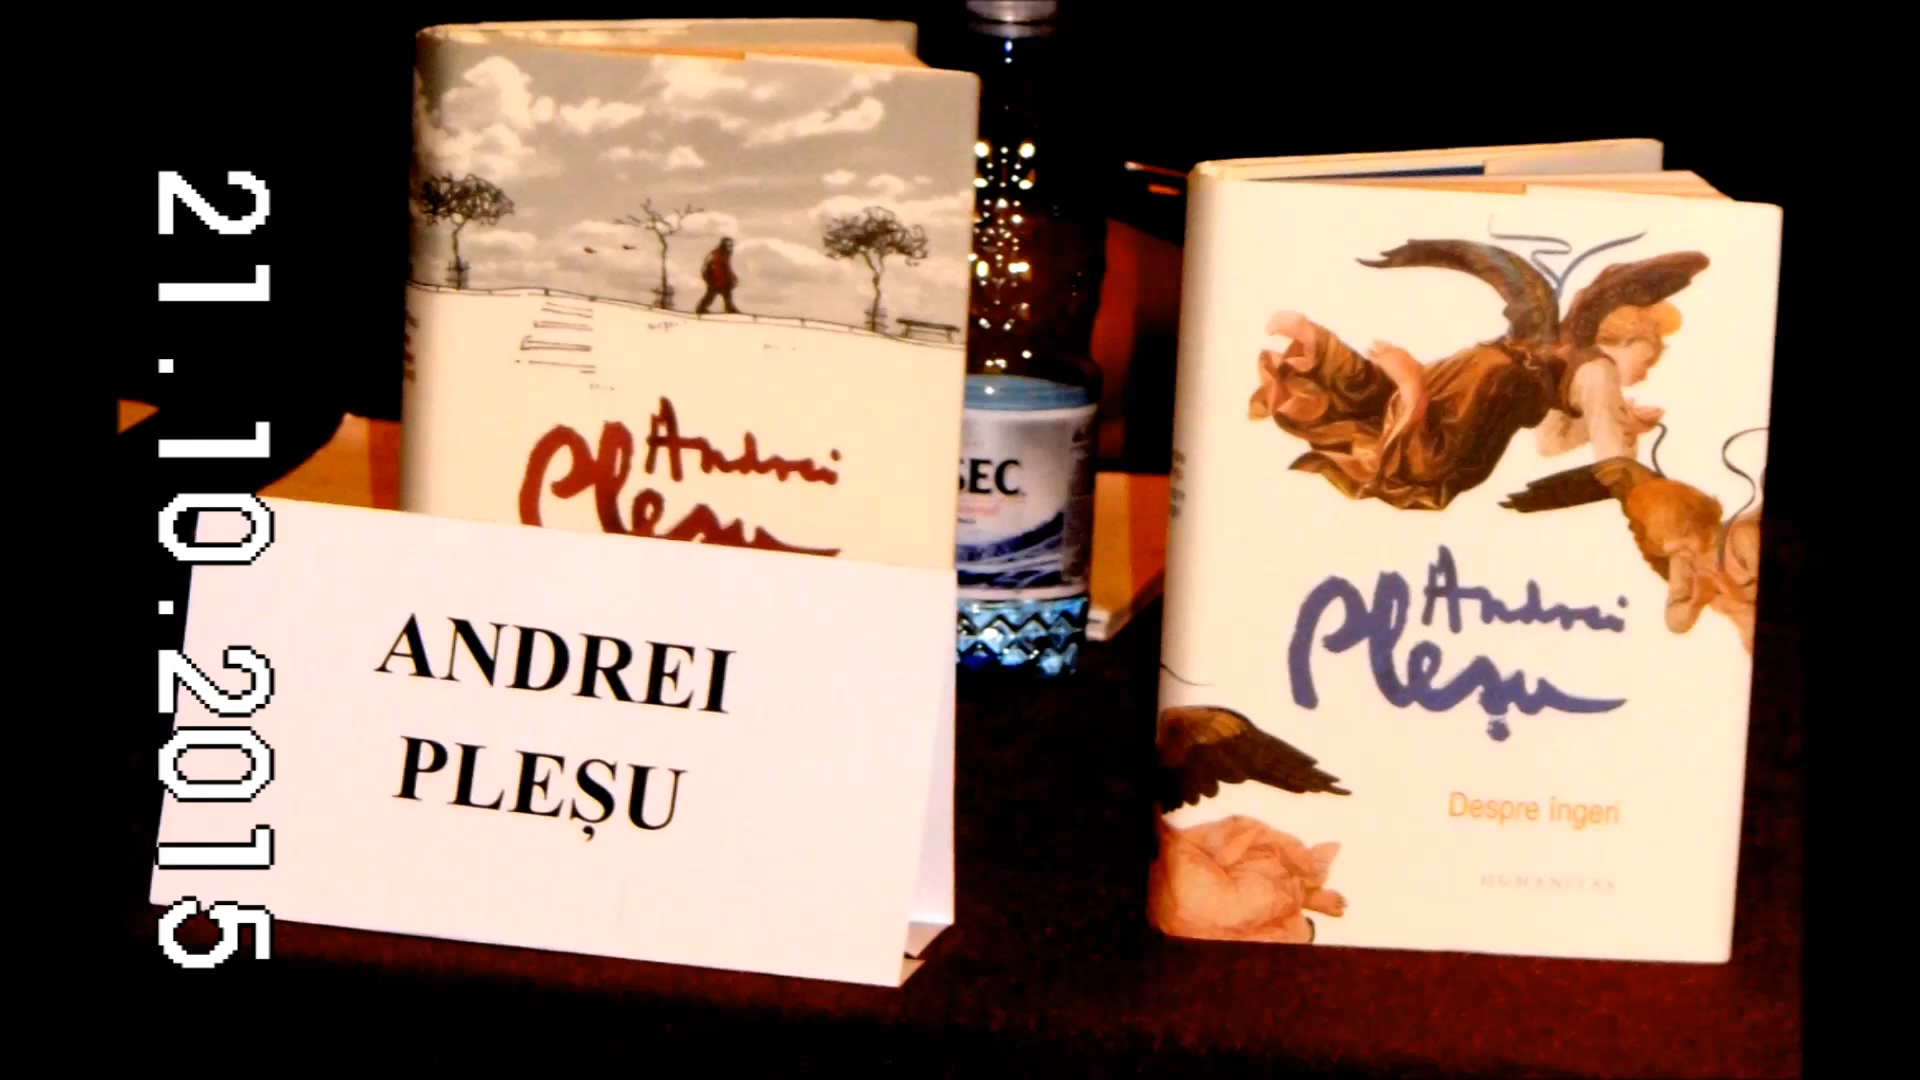 21.10.2015
Andrei
Pleșu
ANDREI
PLEȘU
SEC
Andrei
Pleșu
Despre îngeri
HUMANITAS